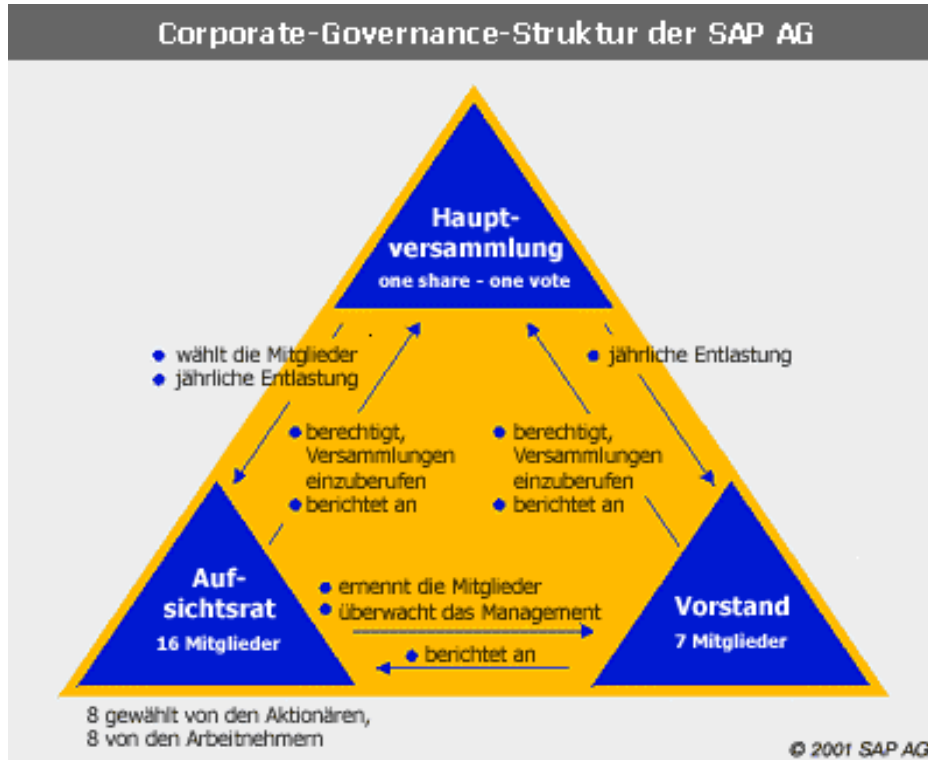 Corporate-Governance-Struktur der SAP AG
Haupt-
versammlung
one share - one vote
wählt die Mitglieder
jährliche Entlastung
jährliche Entlastung
berechtigt,
Versammlungen
einzuberufen
berichtet an
berechtigt,
Versammlungen
einzuberufen
berichtet an
Auf-
sichtsrat
16 Mitglieder
ernennt die Mitglieder
überwacht das Management
berichtet an
Vorstand
7 Mitglieder
8 gewählt von den Aktionären,
8 von den Arbeitnehmern
© 2001 SAP AG